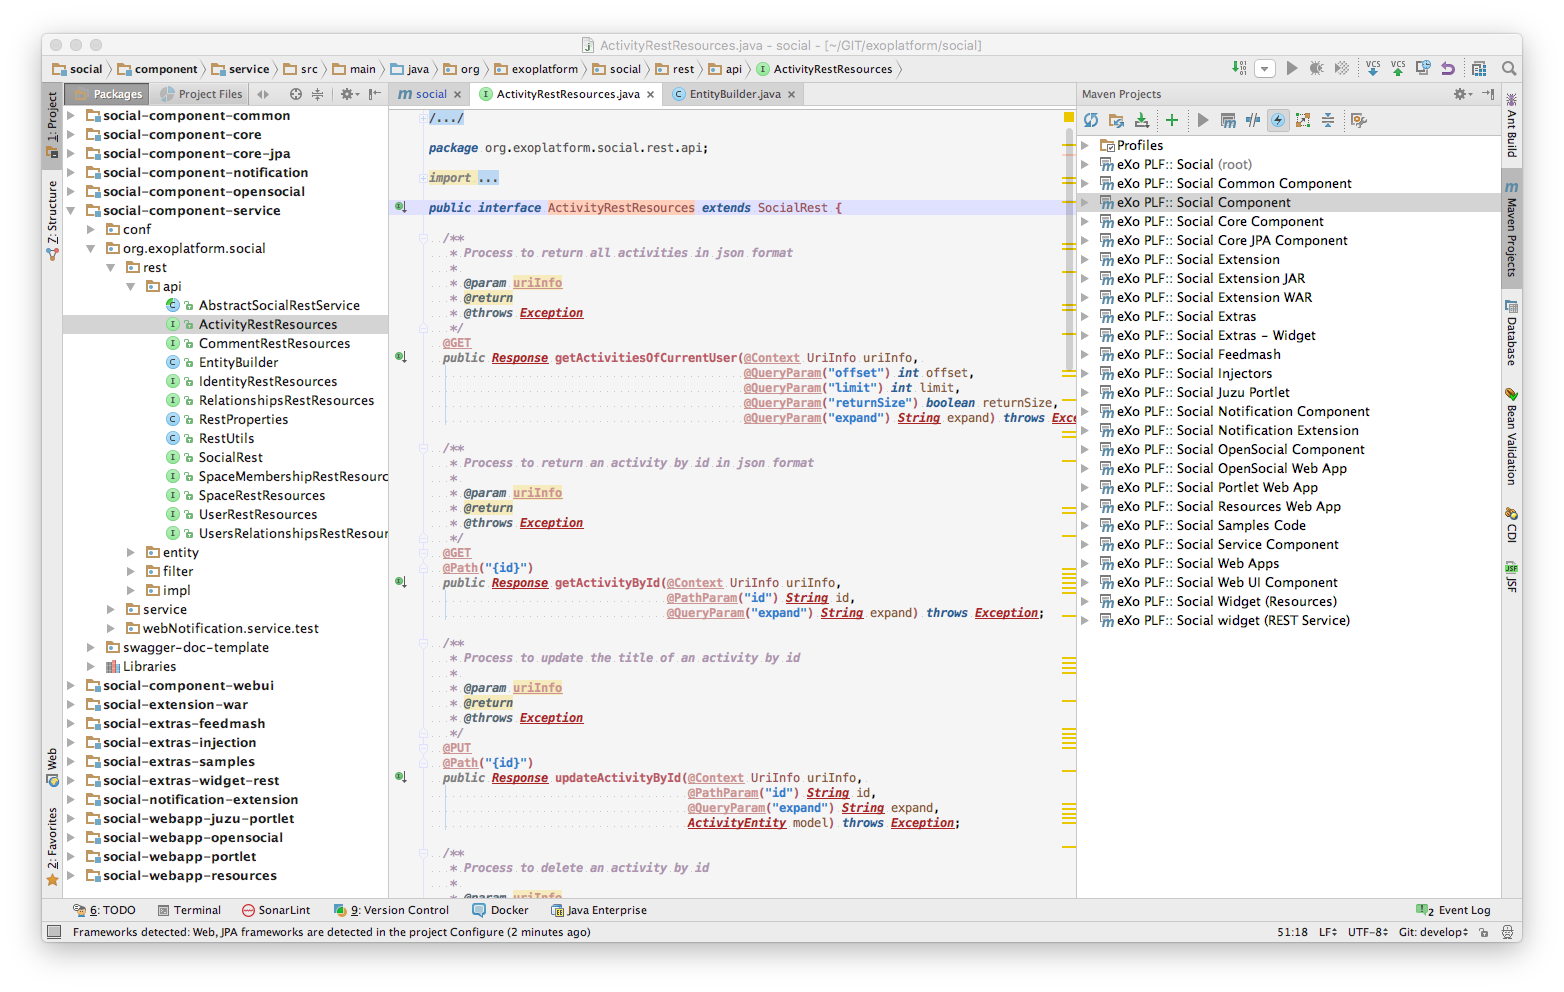 ActivityRestResources.java - social - [~/GIT/exoplatform/social]
social component service src main java org exoplatform social rest api ActivityRestResources
VCS VCS
Packages Project Files
social ActivityRestResources.java EntityBuilder.java
Maven Projects
1: Project
7: Structure
Web
2: Favorites
social-component-common
social-component-core
social-component-core-jpa
social-component-notification
social-component-opensocial
social-component-service
conf
org.exoplatform.social
rest
api
AbstractSocialRestService
ActivityRestResources
CommentRestResources
EntityBuilder
IdentityRestResources
RelationshipsRestResources
RestProperties
RestUtils
SocialRest
SpaceMembershipRestResourc
SpaceRestResources
UserRestResources
UsersRelationshipsRestResour
entity
filter
impl
service
webNotification.service.test
swagger-doc-template
Libraries
social-component-webui
social-extension-war
social-extras-feedmash
social-extras-injection
social-extras-samples
social-extras-widget-rest
social-notification-extension
social-webapp-juzu-portlet
social-webapp-opensocial
social-webapp-portlet
social-webapp-resources
/.../
package org.exoplatform.social.rest.api;
import ...
public interface ActivityRestResources extends SocialRest {
/**
* Process to return all activities in json format
*
* @param uriInfo
* @return
* @throws Exception
*/
@GET
public Response getActivitiesOfCurrentUser(@Context UriInfo uriInfo,
@QueryParam("offset") int offset,
@QueryParam("limit") int limit,
@QueryParam("returnSize") boolean returnSize,
@QueryParam("expand") String expand) throws Exce
/**
* Process to return an activity by id in json format
*
* @param uriInfo
* @return
* @throws Exception
*/
@GET
@Path("{id}")
public Response getActivityById(@Context UriInfo uriInfo,
@PathParam("id") String id,
@QueryParam("expand") String expand) throws Exception;
/**
* Process to update the title of an activity by id
*
* @param uriInfo
* @return
* @throws Exception
*/
@PUT
@Path("{id}")
public Response updateActivityById(@Context UriInfo uriInfo,
@PathParam("id") String id,
@QueryParam("expand") String expand,
ActivityEntity model) throws Exception;
/**
* Process to delete an activity by id
*
* @param uriInfo
Profiles
eXo PLF:: Social (root)
eXo PLF:: Social Common Component
eXo PLF:: Social Component
eXo PLF:: Social Core Component
eXo PLF:: Social Core JPA Component
eXo PLF:: Social Extension
eXo PLF:: Social Extension JAR
eXo PLF:: Social Extension WAR
eXo PLF:: Social Extras
eXo PLF:: Social Extras - Widget
eXo PLF:: Social Feedmash
eXo PLF:: Social Injectors
eXo PLF:: Social Juzu Portlet
eXo PLF:: Social Notification Component
eXo PLF:: Social Notification Extension
eXo PLF:: Social OpenSocial Component
eXo PLF:: Social OpenSocial Web App
eXo PLF:: Social Portlet Web App
eXo PLF:: Social Resources Web App
eXo PLF:: Social Samples Code
eXo PLF:: Social Service Component
eXo PLF:: Social Web Apps
eXo PLF:: Social Web UI Component
eXo PLF:: Social Widget (Resources)
eXo PLF:: Social widget (REST Service)
Ant Build
Maven Projects
Database
Bean Validation
CDI
JSF
6: TODO Terminal SonarLint 9: Version Control Docker Java Enterprise 2 Event Log
Frameworks detected: Web, JPA frameworks are detected in the project Configure (2 minutes ago) 51:18 LF UTF-8 Git: develop